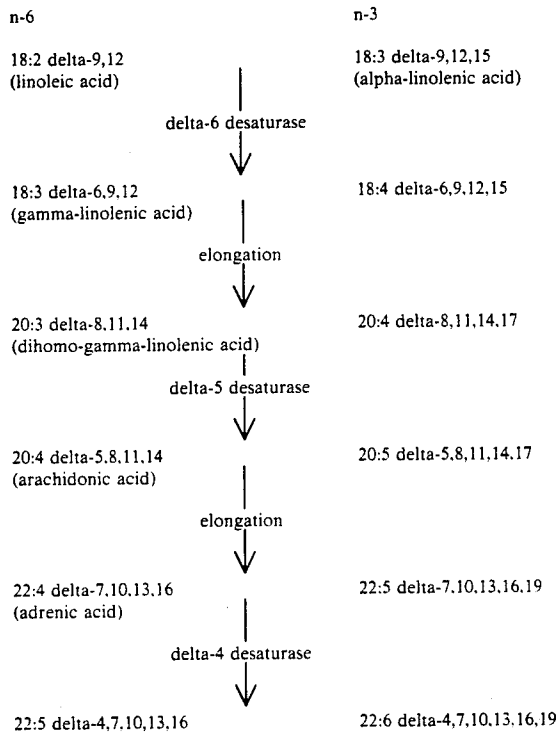 n-6 n-3
18:2 delta-9,12 18:3 delta-9,12,15
(linoleic acid) (alpha-linolenic acid)
delta-6 desaturase
18:3 delta-6,9,12 18:4 delta-6,9,12,15
(gamma-linolenic acid)
elongation
20:3 delta-8,11,14 20:4 delta-8,11,14,17
(dihomo-gamma-linolenic acid)
delta-5 desaturase
20:4 delta-5,8,11,14 20:5 delta-5,8,11,14,17
(arachidonic acid)
elongation
22:4 delta-7,10,13,16 22:5 delta-7,10,13,16,19
(adrenic acid)
delta-4 desaturase
22:5 delta-4,7,10,13,16 22:6 delta-4,7,10,13,16,19